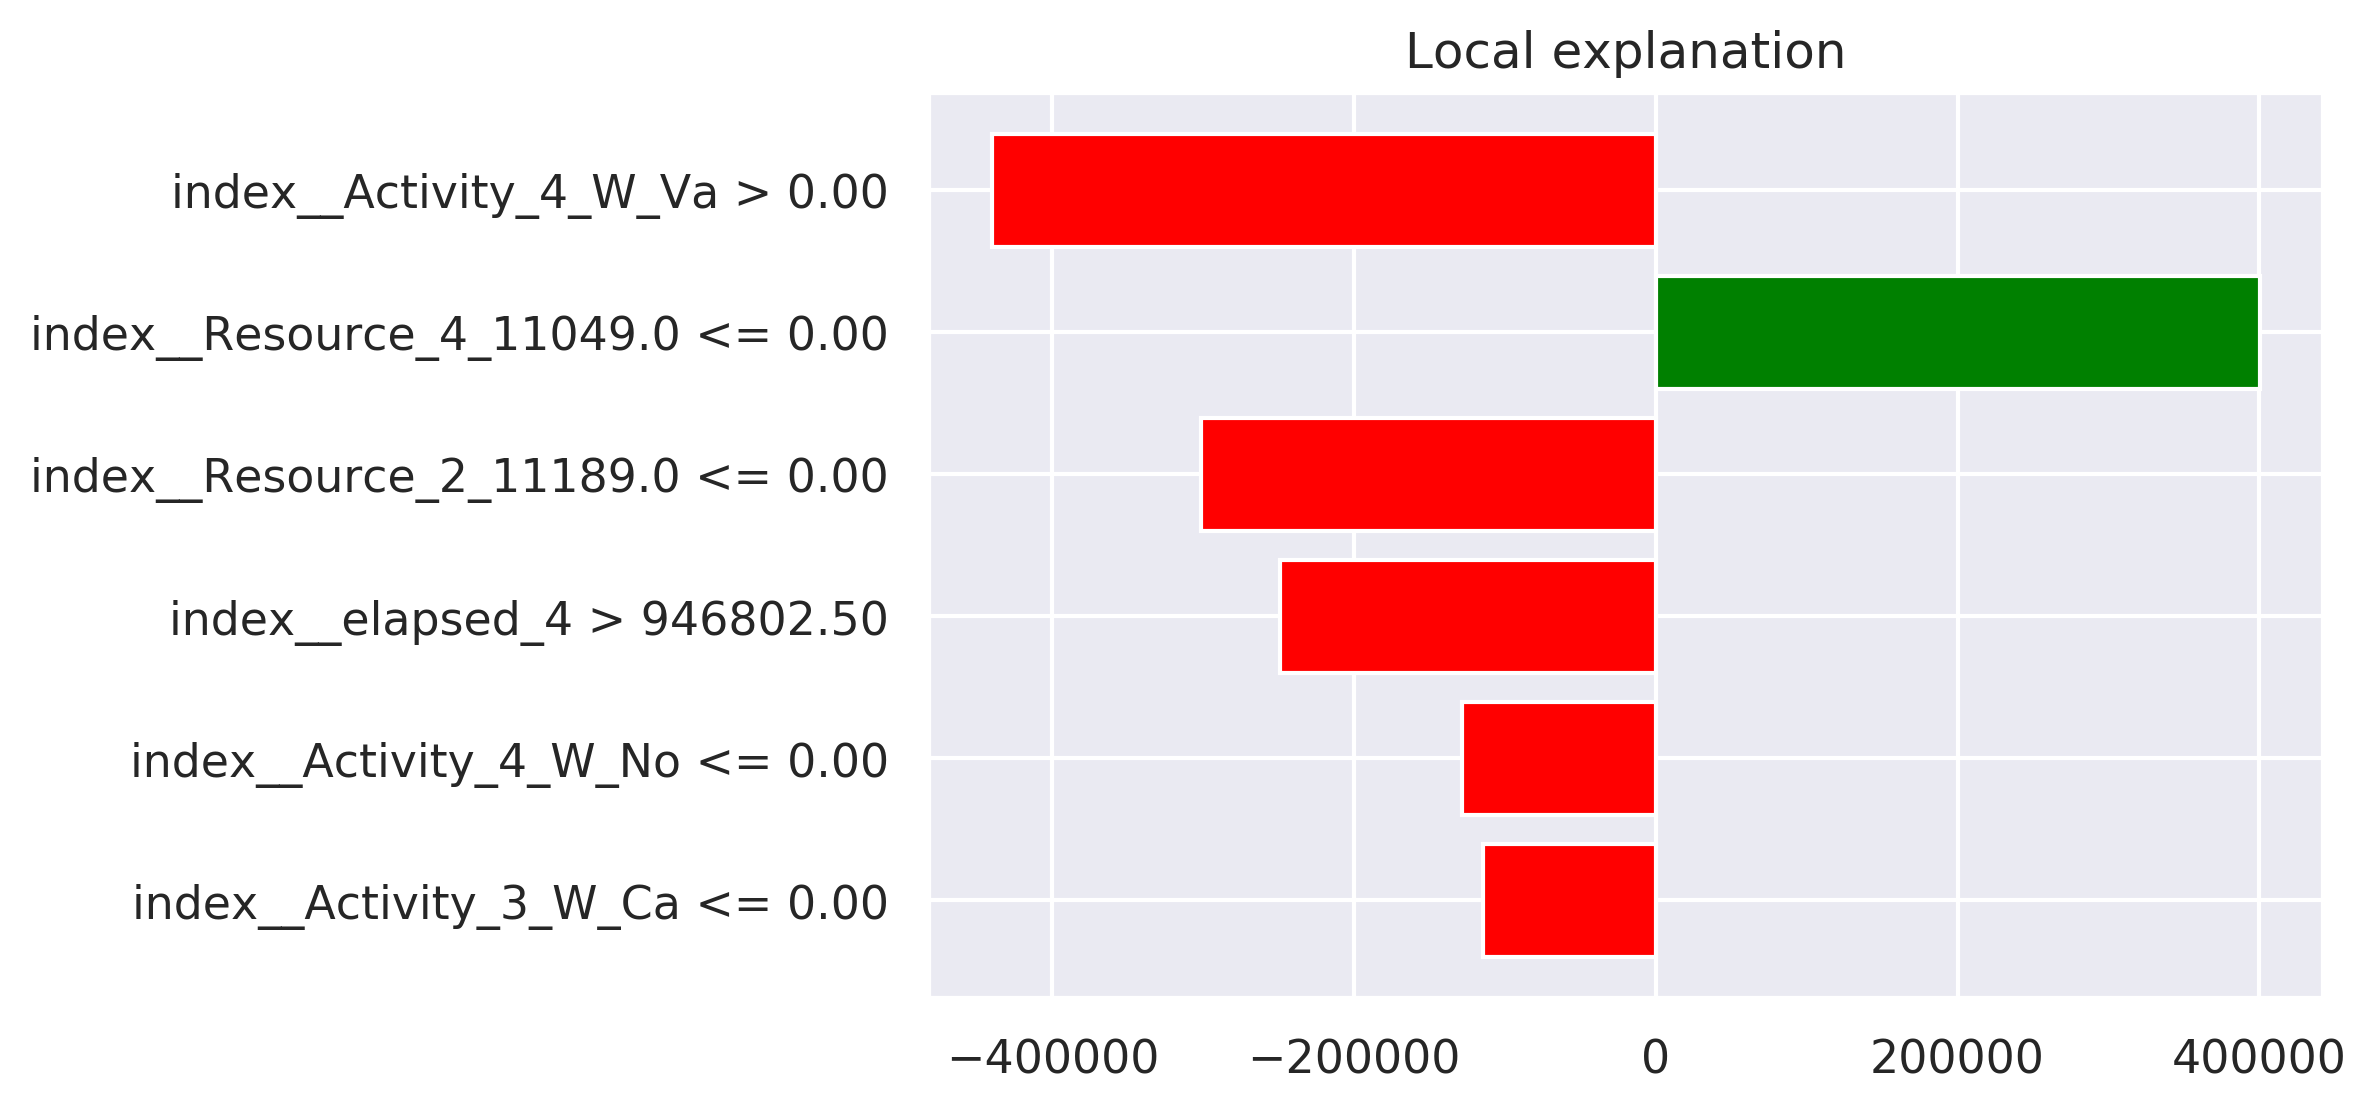 Local explanation
index__Activity_4_W_Va > 0.00
index__Resource_4_11049.0 <= 0.00
index__Resource_2_11189.0 <= 0.00
index__elapsed_4 > 946802.50
index__Activity_4_W_No <= 0.00
index__Activity_3_W_Ca <= 0.00
−400000 −200000 0 200000 400000